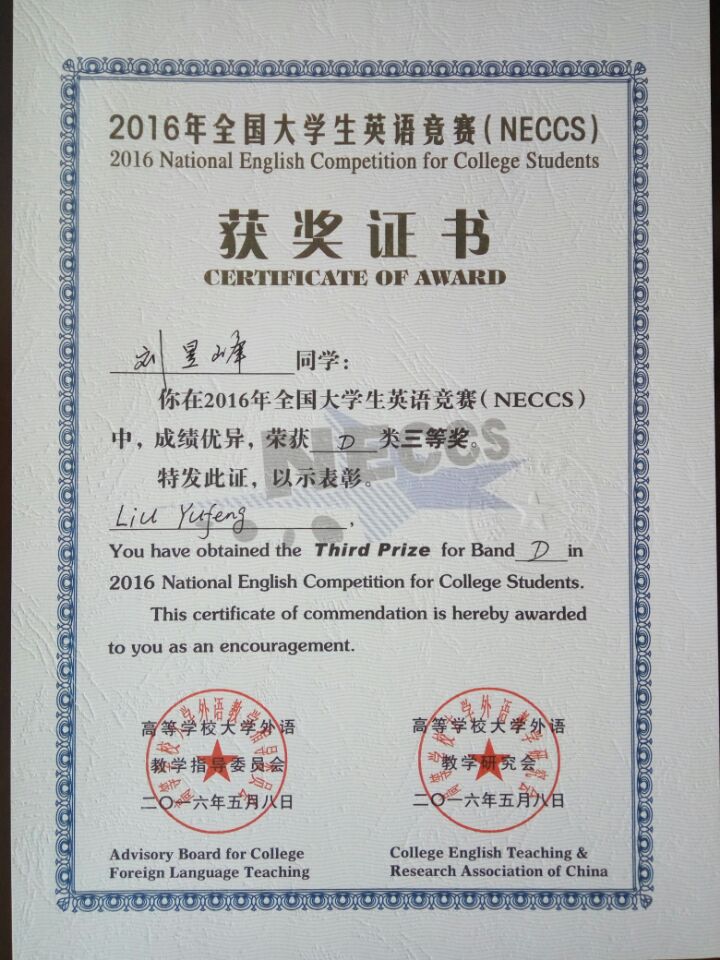 2016年全国大学生英语竞赛(NECCS)
2016 National English Competition for College Students
获奖证书
CERTIFICATE OF AWARD
刘昱峰 同学：
你在2016年全国大学生英语竞赛(NECCS)
中，成绩优异，荣获 D 类三等奖。
特发此证，以示表彰。
NECCS
Liu Yufeng,
You have obtained the Third Prize for Band D in
2016 National English Competition for College Students.
This certificate of commendation is hereby awarded
to you as an encouragement.
高等学校大学外语
教学指导委员会
二〇一六年五月八日
Advisory Board for College
Foreign Language Teaching
高等学校大学外语
教学研究会
二〇一六年五月八日
College English Teaching &
Research Association of China